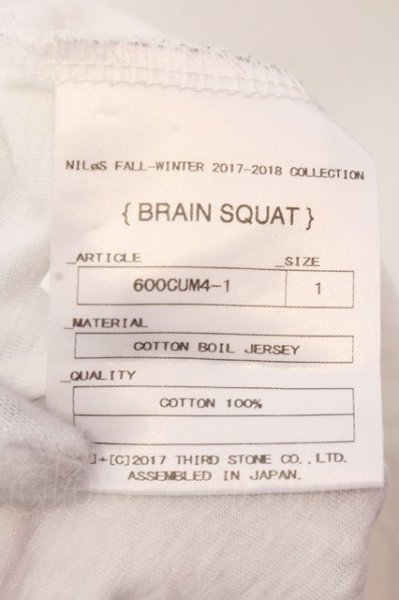 NILøS FALL-WINTER 2017-2018 COLLECTION
{ BRAIN SQUAT }
_ARTICLE _SIZE
600CUM4-1 1
_MATERIAL
COTTON BOIL JERSEY
_QUALITY
COTTON 100%
]+[C]2017 THIRD STONE CO.,LTD.
ASSEMBLED IN JAPAN.